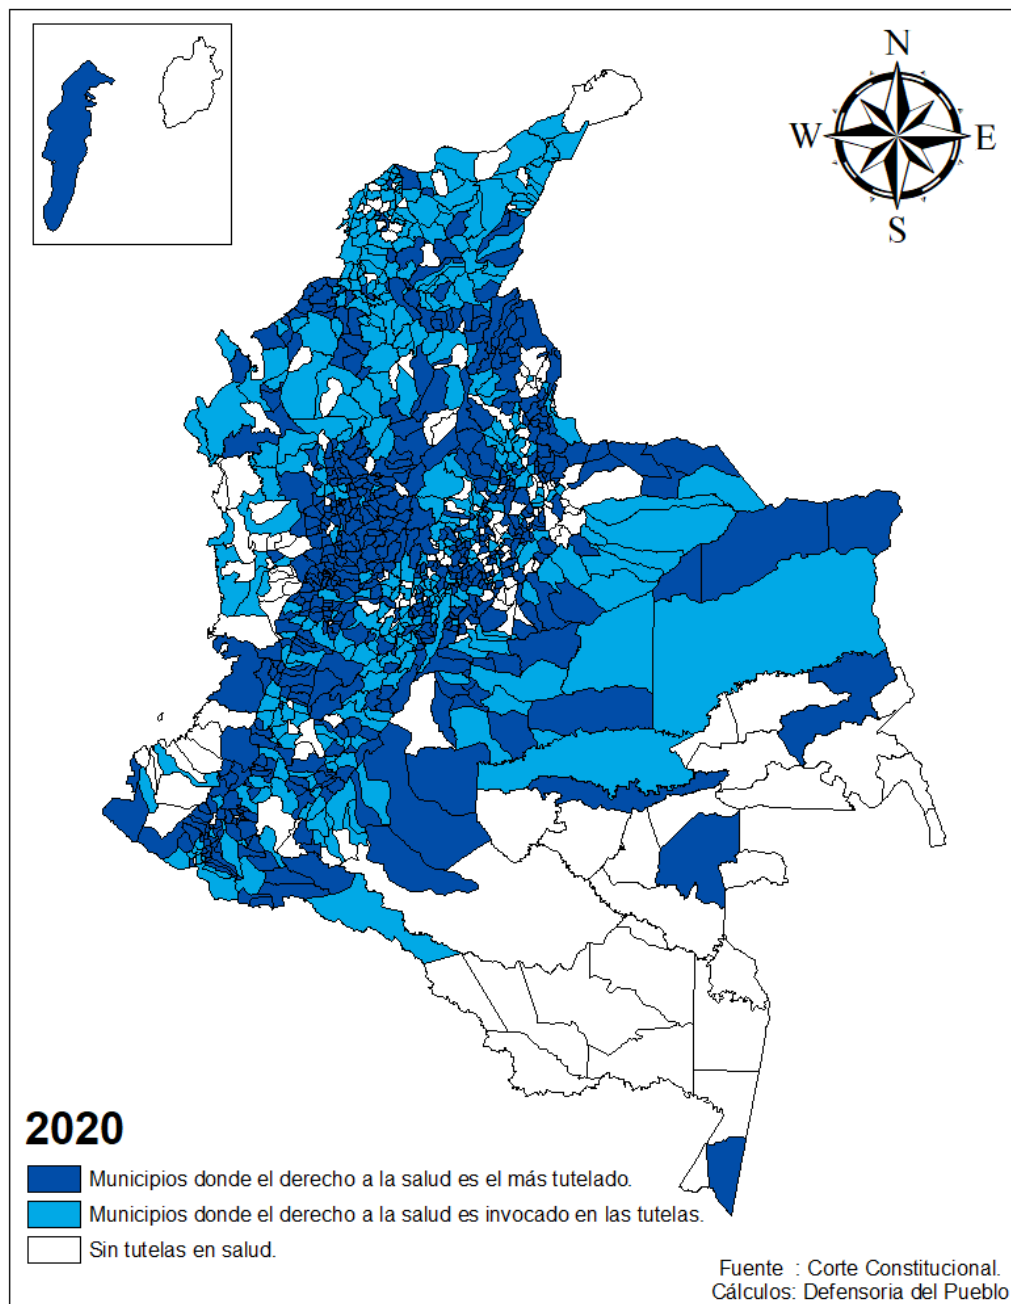 N
W E
S
2020
Municipios donde el derecho a la salud es el más tutelado.
Municipios donde el derecho a la salud es invocado en las tutelas.
Sin tutelas en salud.
Fuente : Corte Constitucional.
Cálculos: Defensoria del Pueblo